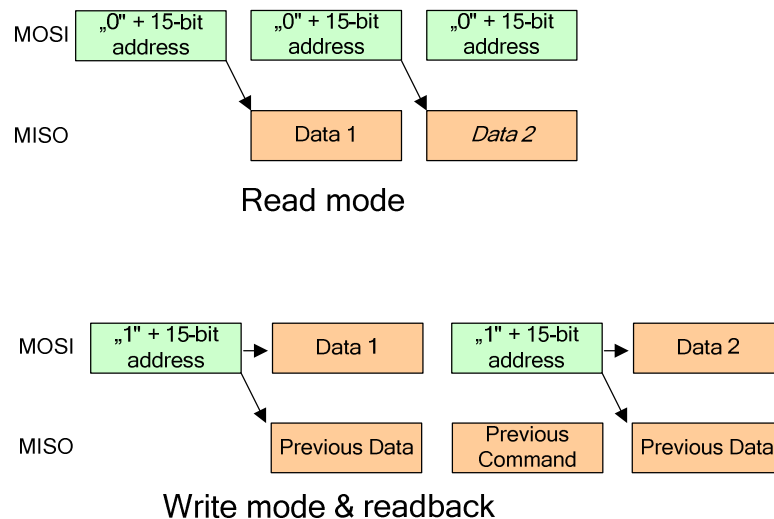 MOSI
„0" + 15-bit
address
„0" + 15-bit
address
„0" + 15-bit
address
MISO
Data 1
Data 2
Read mode
MOSI
„1" + 15-bit
address
Data 1
„1" + 15-bit
address
Data 2
MISO
Previous Data
Previous
Command
Previous Data
Write mode & readback